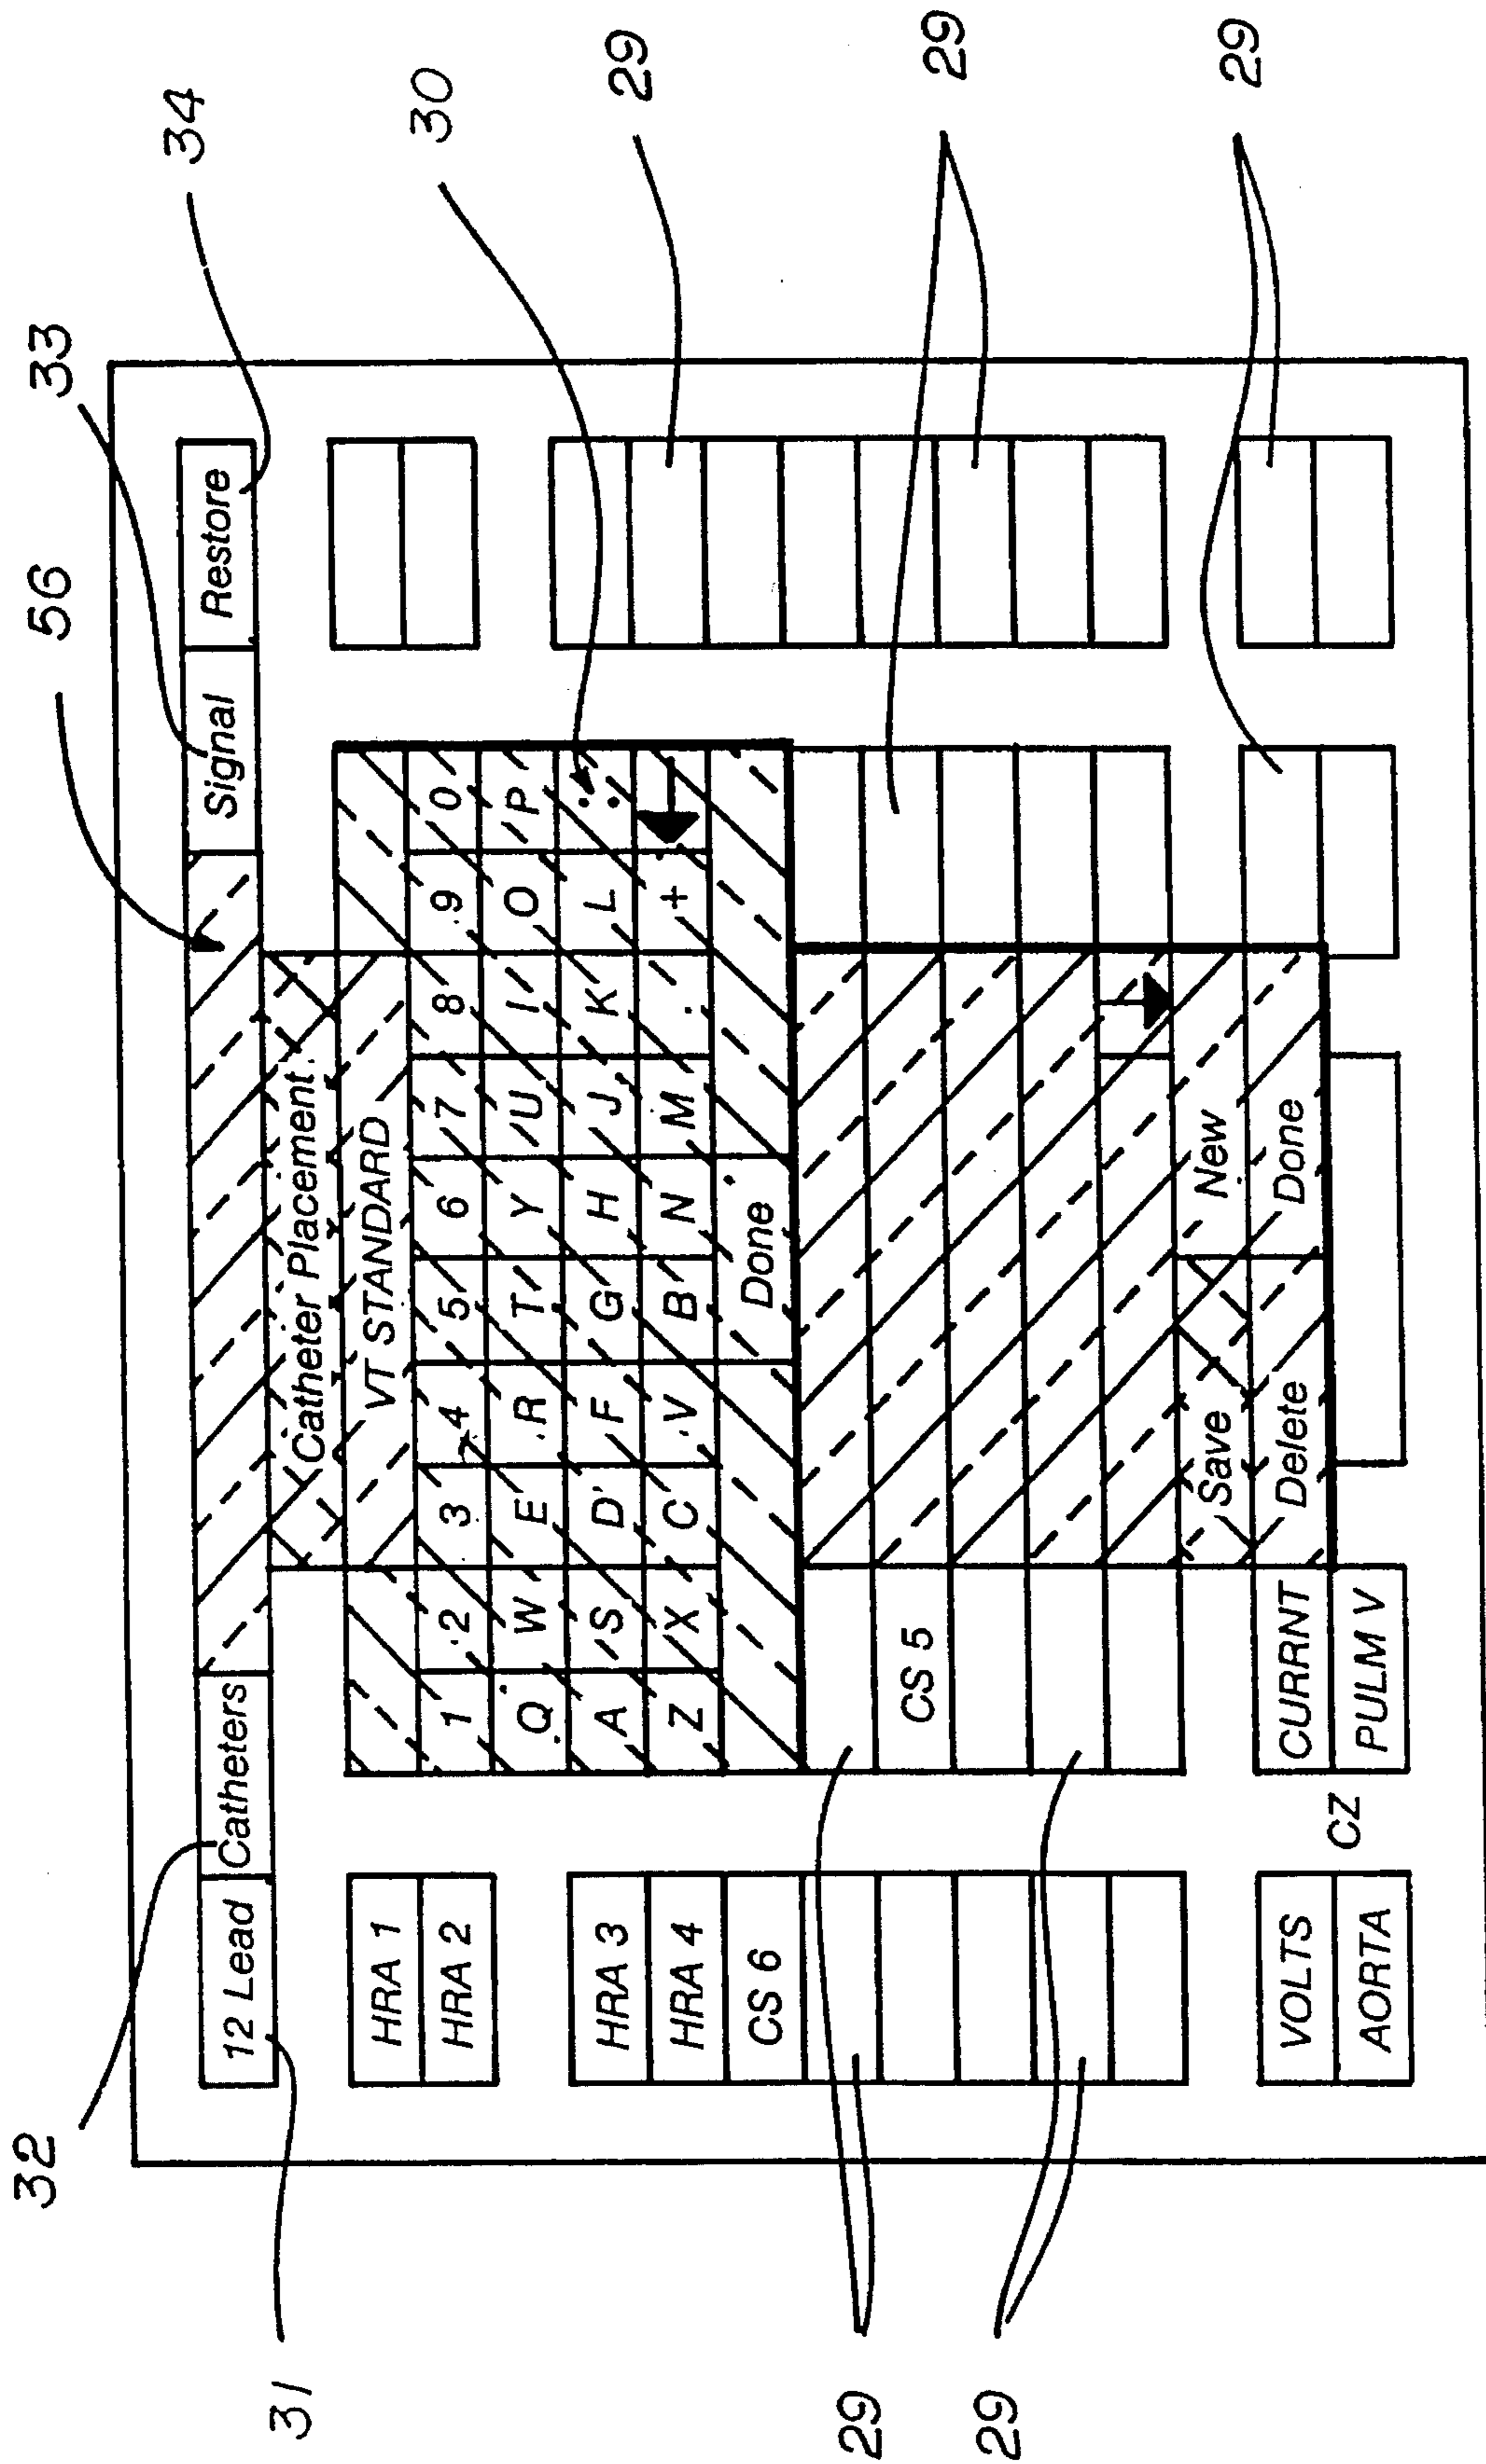 32
56
33
34
12 Lead Catheters Signal Restore
31
Catheter Placement
VT STANDARD
30
HRA 1
HRA 2
1 2 3 4 5 6 7 8 9 0
Q W E R T Y U I O P
A S D F G H J K L :
Z X C V B N M . +
Done
29
HRA 3
HRA 4
CS 6
CS 5
29
29
29
Save New
Delete Done
29
VOLTS CURRNT
AORTA CZ PULM V